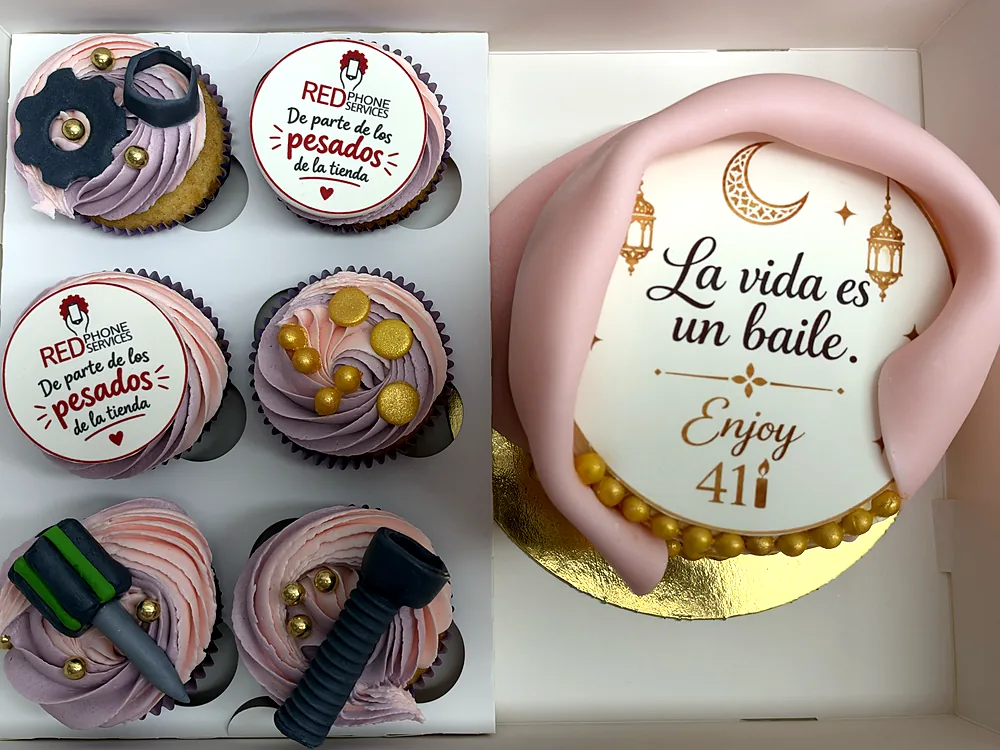 RED PHONE SERVICES
De parte de los
pesados
de la tienda
RED PHONE SERVICES
De parte de los
pesados
de la tienda
La vida es
un baile.
Enjoy
41